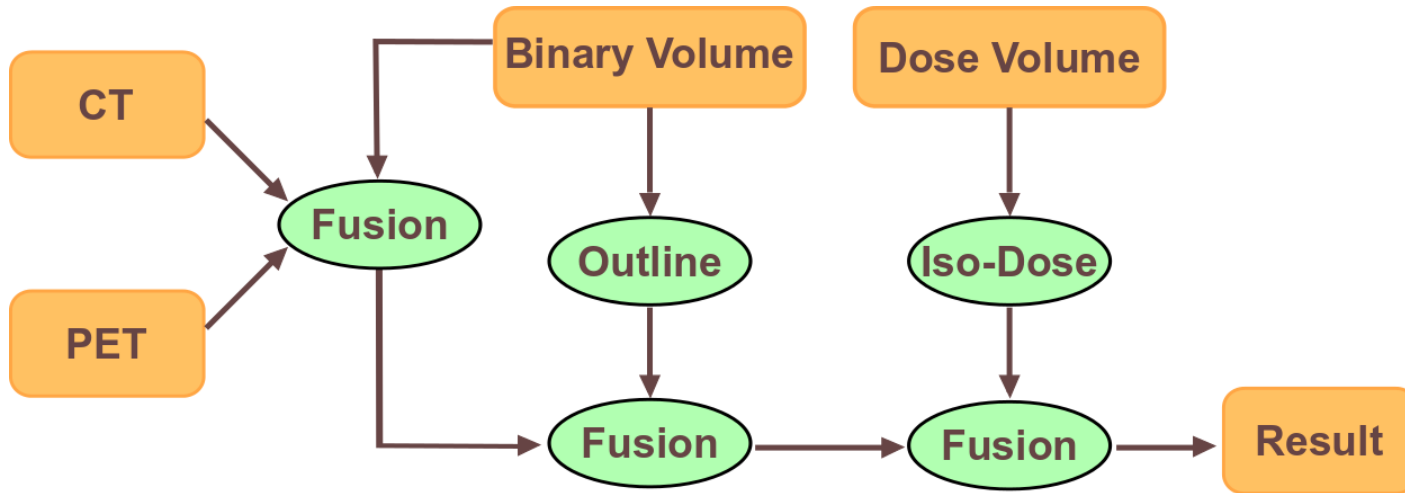 Binary Volume
Dose Volume
CT
Fusion
Outline
Iso-Dose
PET
Fusion
Fusion
Result